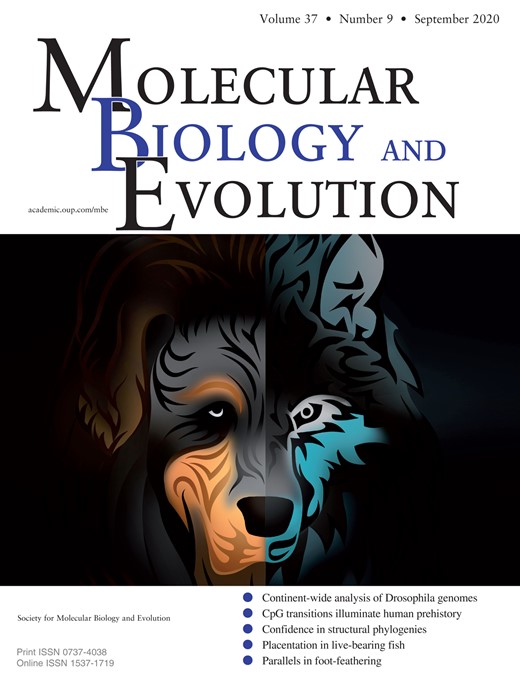 Volume 37 • Number 9 • September 2020
MOLECULAR
BIOLOGY AND
EVOLUTION
academic.oup.com/mbe
Society for Molecular Biology and Evolution
Print ISSN 0737-4038
Online ISSN 1537-1719
● Continent-wide analysis of Drosophila genomes
● CpG transitions illuminate human prehistory
● Confidence in structural phylogenies
● Placentation in live-bearing fish
● Parallels in foot-feathering